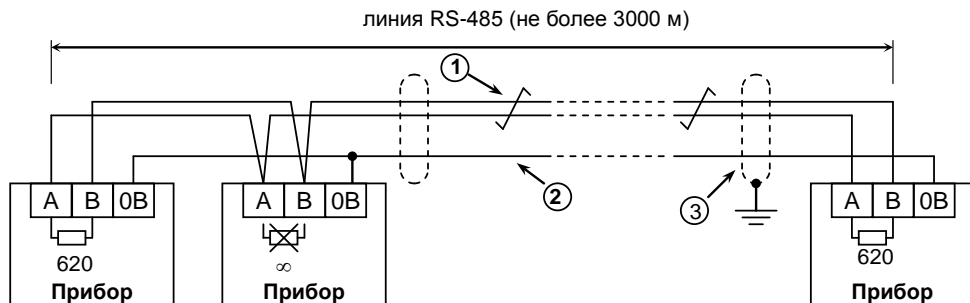 линия RS-485 (не более 3000 м)
1
2
3
A B 0B
A B 0B
A B 0B
620
∞
620
Прибор
Прибор
Прибор